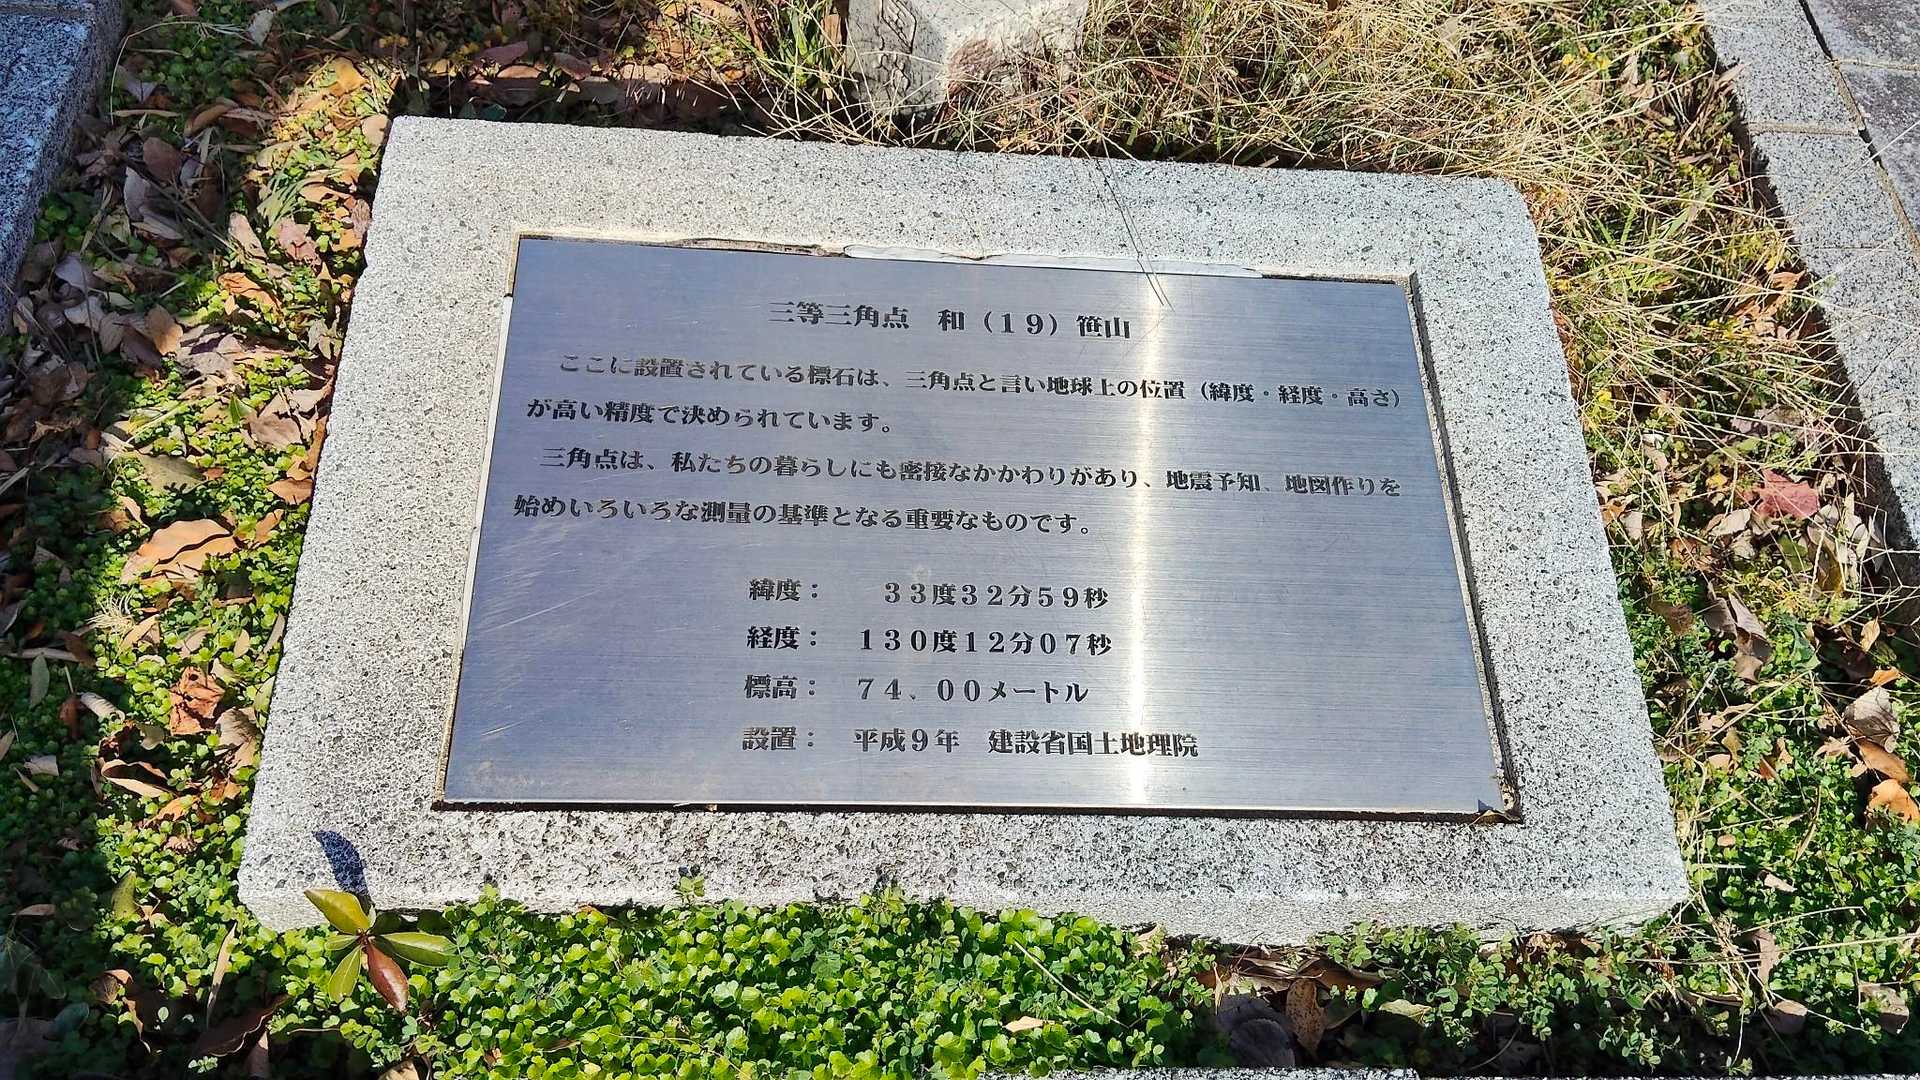 三等三角点　和（１９）笹山
ここに設置されている標石は、三角点と言い地球上の位置（緯度・経度・高さ）
が高い精度で決められています。
三角点は、私たちの暮らしにも密接なかかわりがあり、地震予知、地図作りを
始めいろいろな測量の基準となる重要なものです。
緯度：　３３度３２分５９秒
経度：　１３０度１２分０７秒
標高：　７４、００メートル
設置：　平成９年　建設省国土地理院